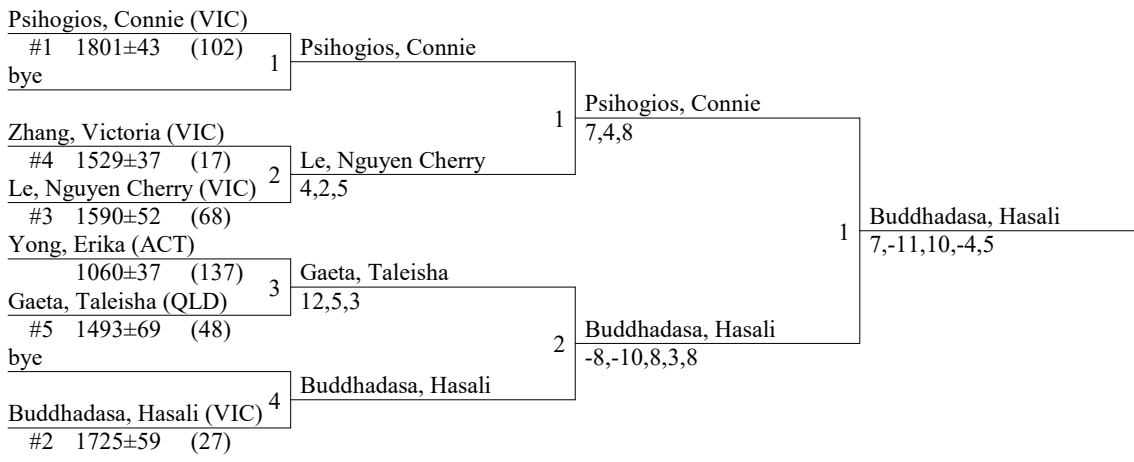 Psihogios, Connie (VIC)
#1 1801±43 (102)
bye
1
Psihogios, Connie
Zhang, Victoria (VIC)
#4 1529±37 (17)
Le, Nguyen Cherry (VIC)
#3 1590±52 (68)
2
Le, Nguyen Cherry
4,2,5
Yong, Erika (ACT)
1060±37 (137)
Gaeta, Taleisha (QLD)
#5 1493±69 (48)
3
Gaeta, Taleisha
12,5,3
bye
Buddhadasa, Hasali (VIC)
#2 1725±59 (27)
4
Buddhadasa, Hasali
1
Psihogios, Connie
7,4,8
2
Buddhadasa, Hasali
-8,-10,8,3,8
1
Buddhadasa, Hasali
7,-11,10,-4,5